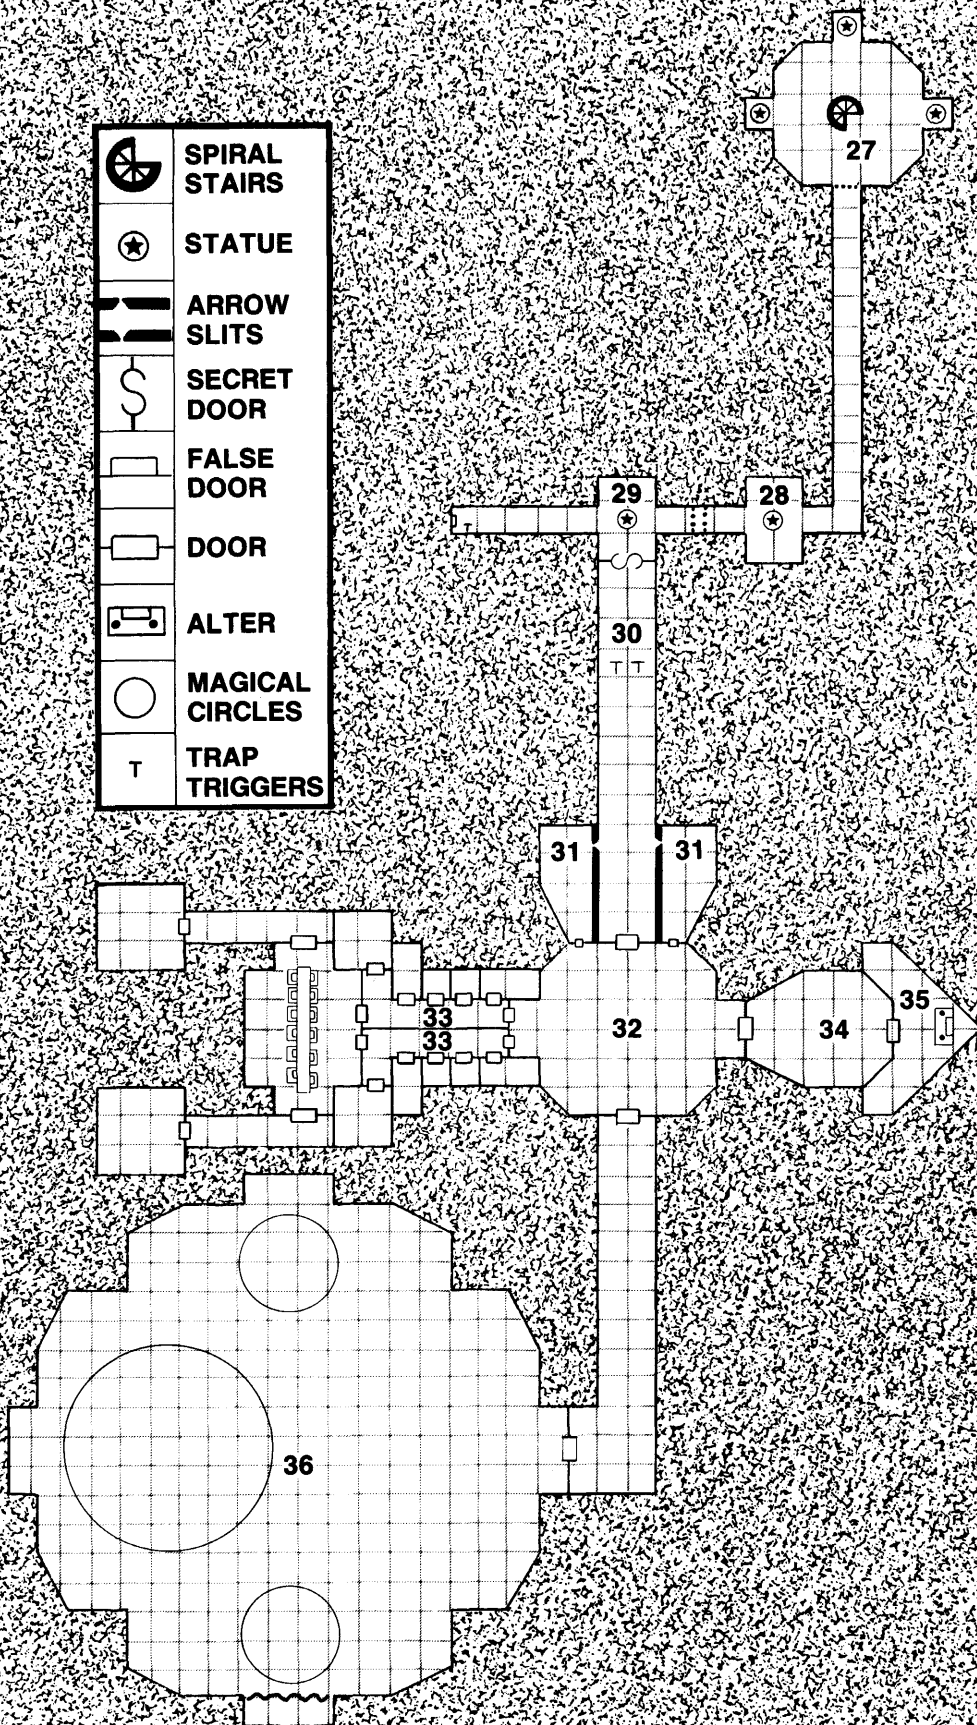 27
SPIRAL
STAIRS
STATUE
ARROW
SLITS
SECRET
DOOR
FALSE
DOOR
DOOR
ALTER
MAGICAL
CIRCLES
T
TRAP
TRIGGERS
29
28
T
30
T T
31
31
35
33
32
34
33
36